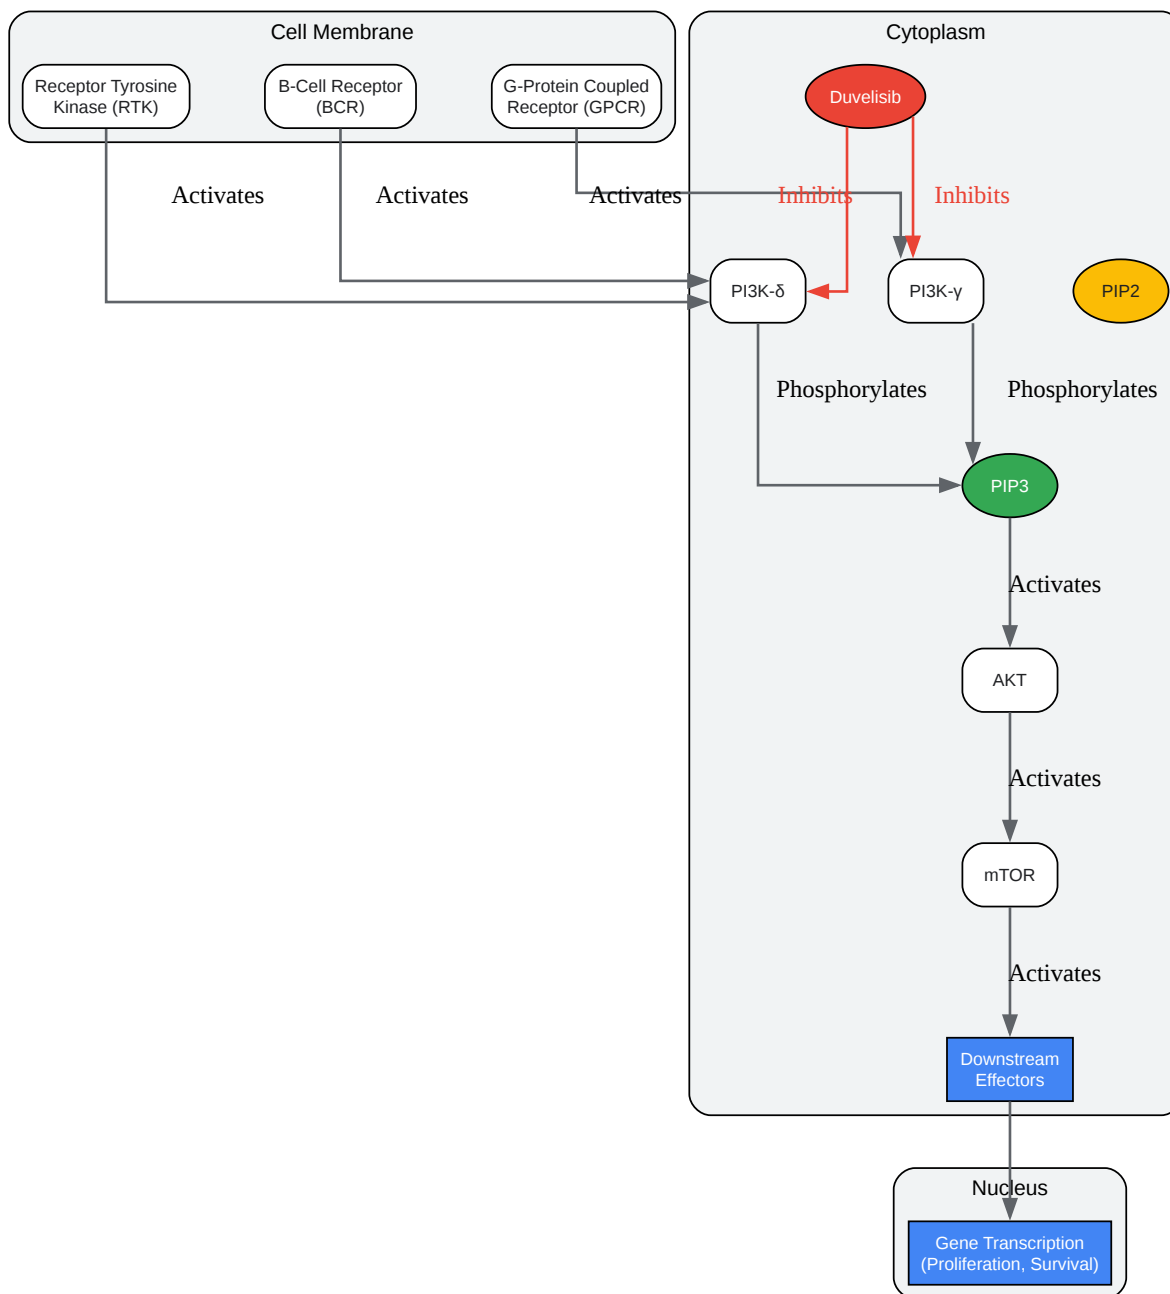 Cell Membrane
Cytoplasm
Receptor Tyrosine
Kinase (RTK)
B-Cell Receptor
(BCR)
G-Protein Coupled
Receptor (GPCR)
Duvelisib
Activates
Activates
Activates
Inhibits
Inhibits
PI3K-δ
PI3K-γ
PIP2
Phosphorylates
Phosphorylates
PIP3
Activates
AKT
Activates
mTOR
Activates
Downstream
Effectors
Nucleus
Gene Transcription
(Proliferation, Survival)